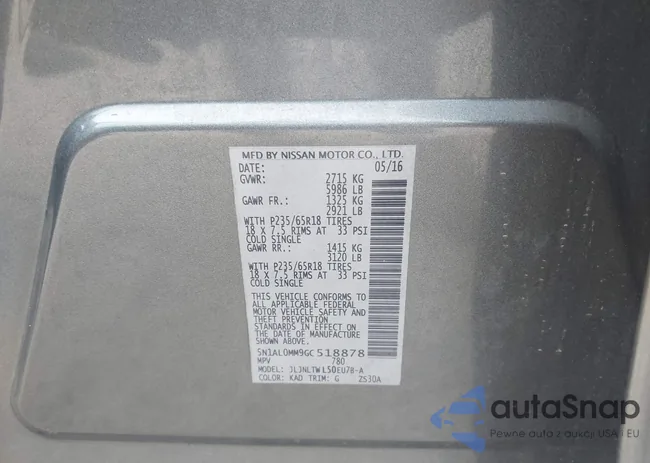 MFD BY NISSAN MOTOR CO., LTD.
DATE: 05/16
GVWR: 2715 KG
5986 LB
GAWR FR.: 1325 KG
2921 LB
WITH P235/65R18 TIRES
18 X 7.5 RIMS AT 33 PSI
COLD SINGLE
GAWR RR.: 1415 KG
3120 LB
WITH P235/65R18 TIRES
18 X 7.5 RIMS AT 33 PSI
COLD SINGLE
THIS VEHICLE CONFORMS TO
ALL APPLICABLE FEDERAL
MOTOR VEHICLE SAFETY AND
THEFT PREVENTION
STANDARDS IN EFFECT ON
THE DATE OF MANUFACTURE
SHOWN ABOVE.
5N1AL0MM9GC518878
MPV 780
MODEL: JLJNLTWL50EU7B-A
COLOR: KAD TRIM: G ZS30A
autaSnap
Pewne auta z aukcji USA i EU